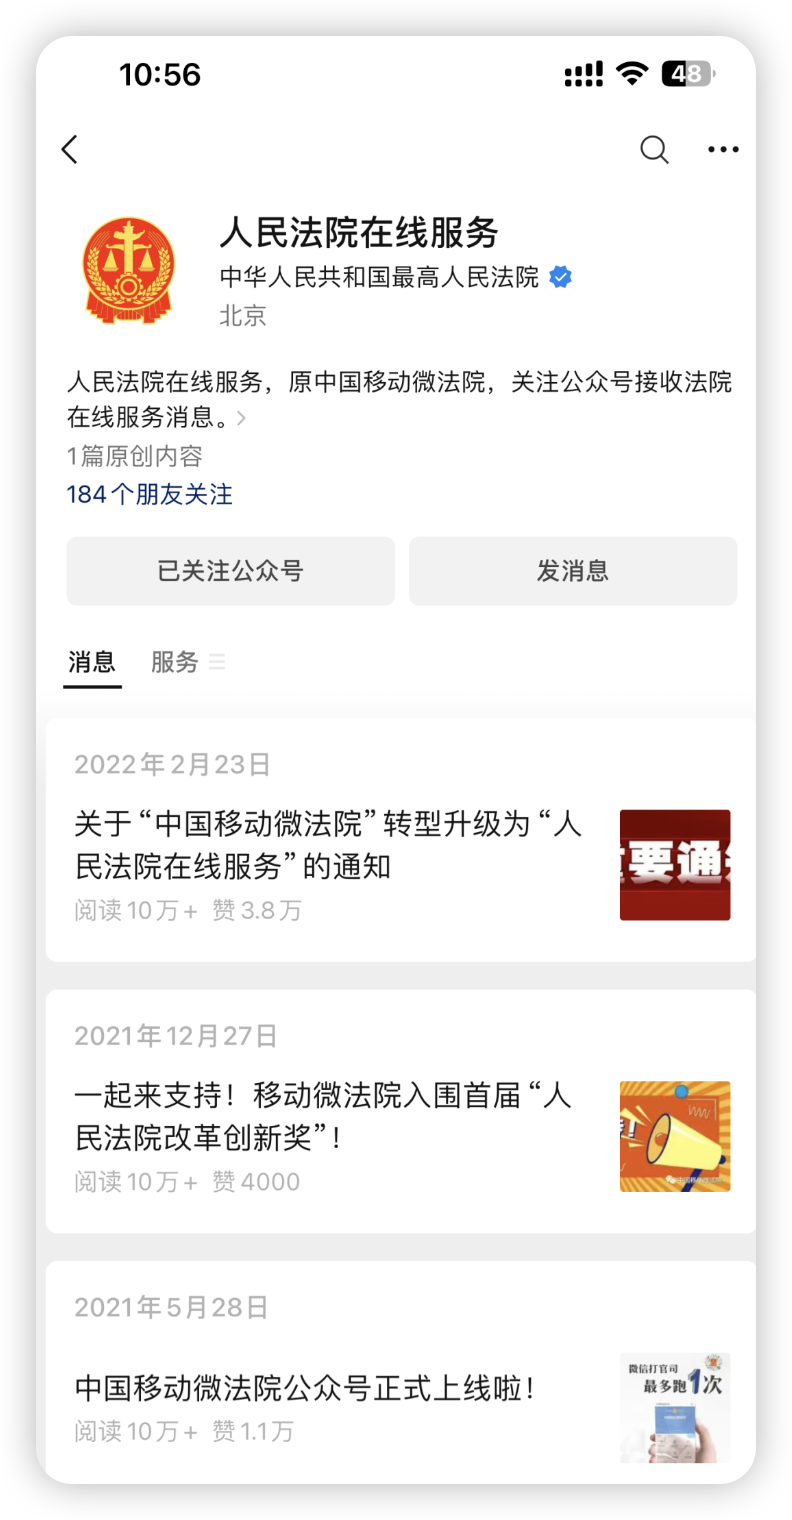 10:56
48
人民法院在线服务
中华人民共和国最高人民法院
北京
人民法院在线服务，原中国移动微法院，关注公众号接收法院
在线服务消息。
1篇原创内容
184个朋友关注
已关注公众号
发消息
消息
服务
2022年2月23日
关于“中国移动微法院”转型升级为“人
民法院在线服务”的通知
阅读10万+ 赞3.8万
要通
2021年12月27日
一起来支持！移动微法院入围首届“人
民法院改革创新奖”！
阅读10万+ 赞4000
2021年5月28日
中国移动微法院公众号正式上线啦！
阅读10万+ 赞1.1万
微信打官司
最多跑1次